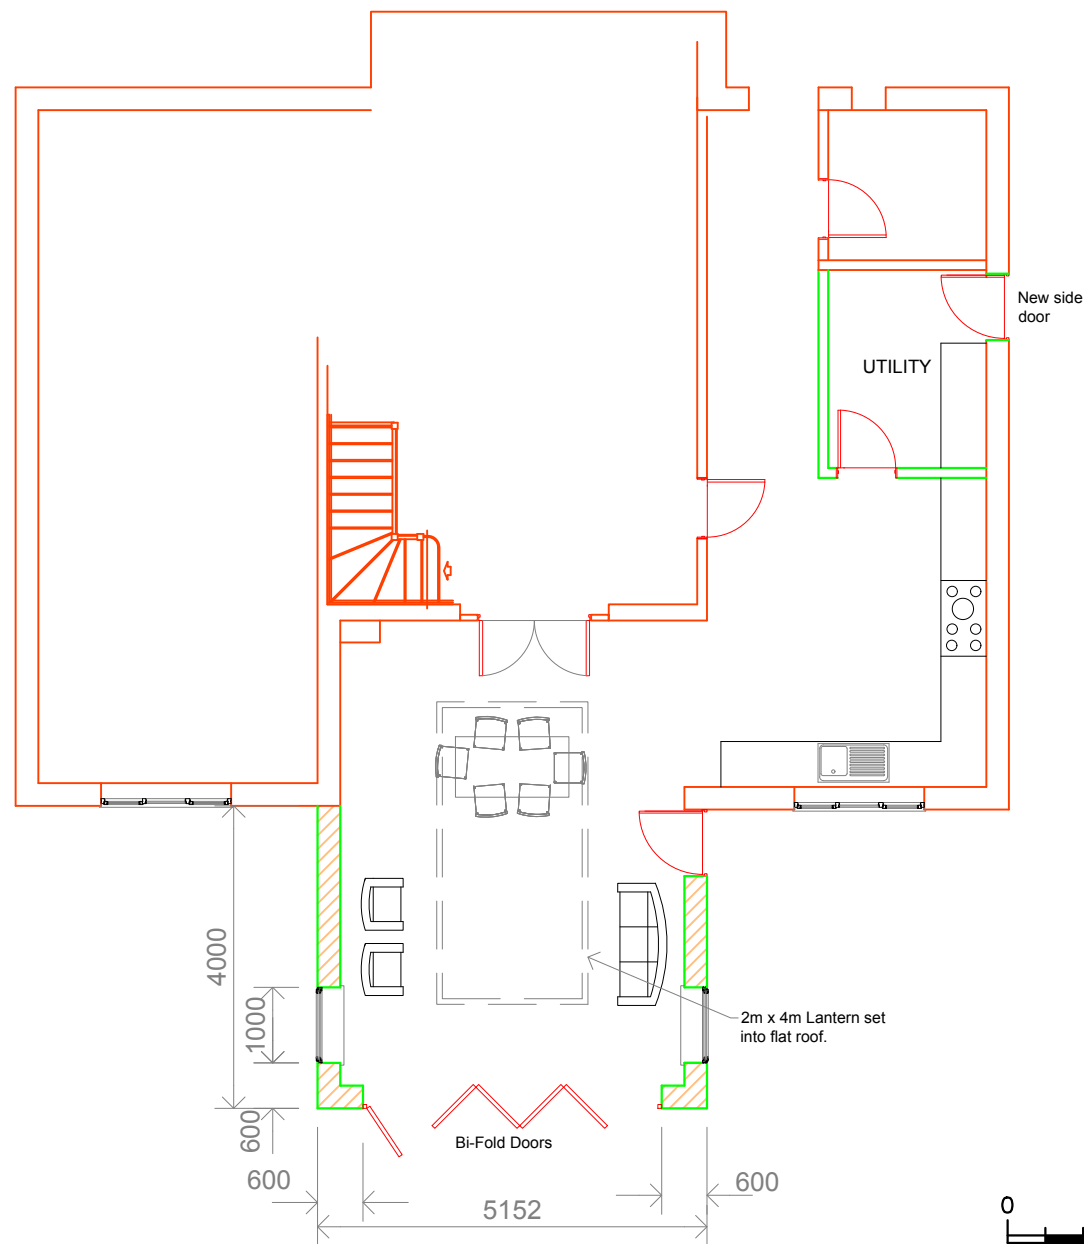 New side
door
UTILITY
4000
1000
2m x 4m Lantern set
into flat roof.
600
Bi-Fold Doors
600
600
5152
0